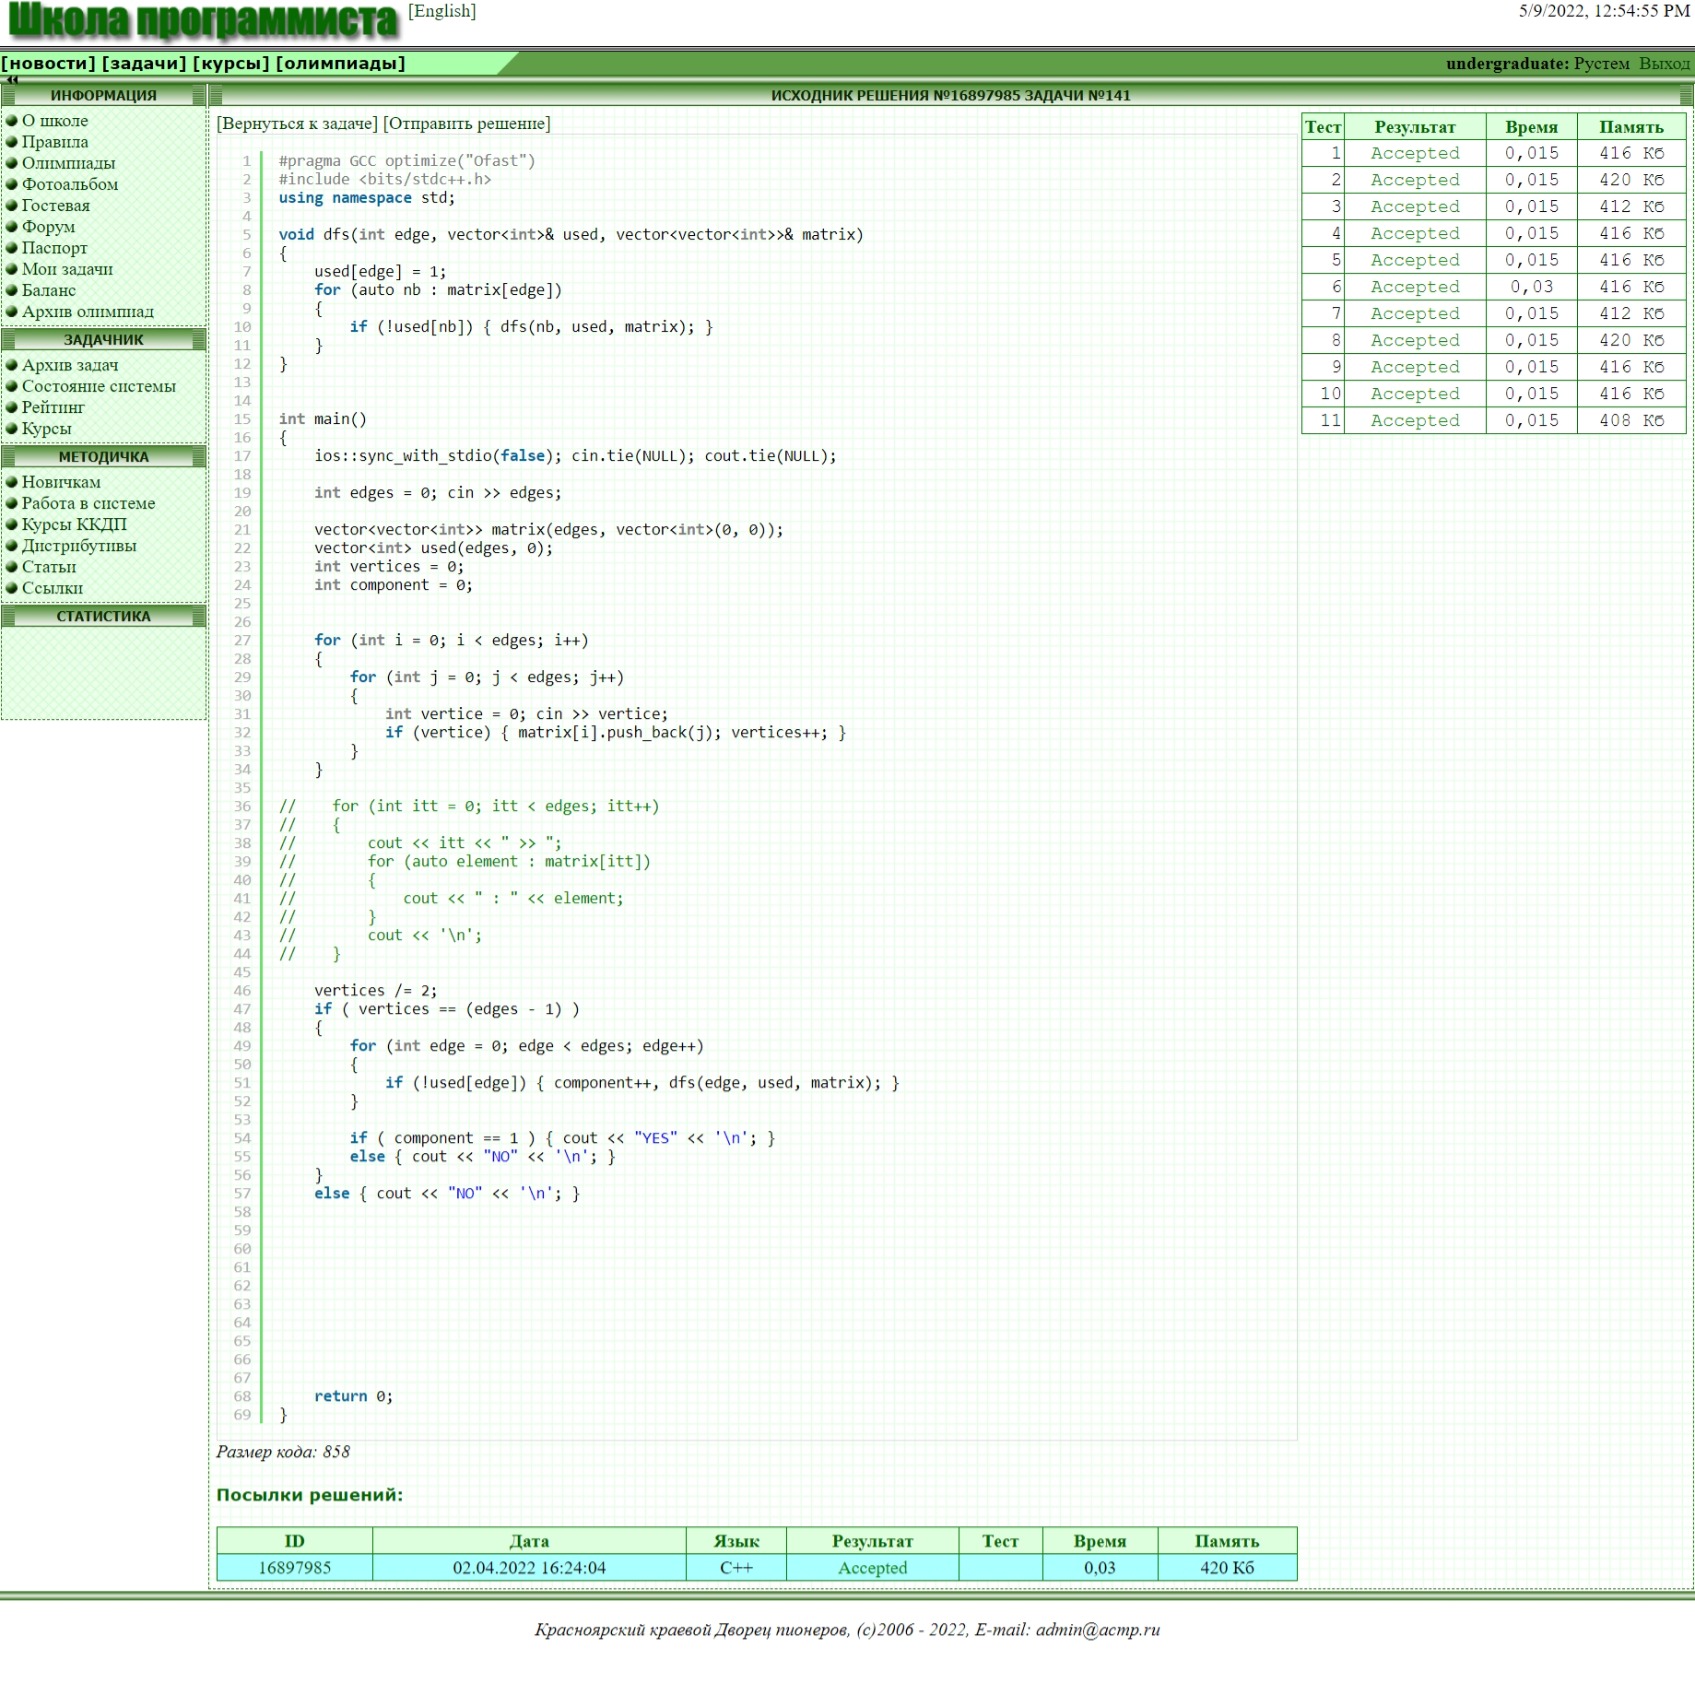 Школа программиста [English] 5/9/2022, 12:54:55 PM
[новости] [задачи] [курсы] [олимпиады] undergraduate: Рустем Выход
ИНФОРМАЦИЯ
О школе
Правила
Олимпиады
Фотоальбом
Гостевая
Форум
Паспорт
Мои задачи
Баланс
Архив олимпиад
ЗАДАЧНИК
Архив задач
Состояние системы
Рейтинг
Курсы
МЕТОДИЧКА
Новичкам
Работа в системе
Курсы ККДП
Дистрибутивы
Статьи
Ссылки
СТАТИСТИКА
ИСХОДНИК РЕШЕНИЯ №16897985 ЗАДАЧИ №141
[Вернуться к задаче] [Отправить решение]
1 #pragma GCC optimize("Ofast")
2 #include <bits/stdc++.h>
3 using namespace std;
4
5 void dfs(int edge, vector<int>& used, vector<vector<int>>& matrix)
6 {
7 used[edge] = 1;
8 for (auto nb : matrix[edge])
9 {
10 if (!used[nb]) { dfs(nb, used, matrix); }
11 }
12 }
13
14
15 int main()
16 {
17 ios::sync_with_stdio(false); cin.tie(NULL); cout.tie(NULL);
18
19 int edges = 0; cin >> edges;
20
21 vector<vector<int>> matrix(edges, vector<int>(0, 0));
22 vector<int> used(edges, 0);
23 int vertices = 0;
24 int component = 0;
25
26
27 for (int i = 0; i < edges; i++)
28 {
29 for (int j = 0; j < edges; j++)
30 {
31 int vertice = 0; cin >> vertice;
32 if (vertice) { matrix[i].push_back(j); vertices++; }
33 }
34 }
35
36 // for (int itt = 0; itt < edges; itt++)
37 // {
38 // cout << itt << " >> ";
39 // for (auto element : matrix[itt])
40 // {
41 // cout << " : " << element;
42 // }
43 // cout << '\n';
44 // }
45
46 vertices /= 2;
47 if ( vertices == (edges - 1) )
48 {
49 for (int edge = 0; edge < edges; edge++)
50 {
51 if (!used[edge]) { component++, dfs(edge, used, matrix); }
52 }
53
54 if ( component == 1 ) { cout << "YES" << '\n'; }
55 else { cout << "NO" << '\n'; }
56 }
57 else { cout << "NO" << '\n'; }
58
59
60
61
62
63
64
65
66
67
68 return 0;
69 }
Размер кода: 858
Посылки решений:
ID Дата Язык Результат Тест Время Память
16897985 02.04.2022 16:24:04 C++ Accepted 0,03 420 Кб
Тест Результат Время Память
1 Accepted 0,015 416 Кб
2 Accepted 0,015 420 Кб
3 Accepted 0,015 412 Кб
4 Accepted 0,015 416 Кб
5 Accepted 0,015 416 Кб
6 Accepted 0,03 416 Кб
7 Accepted 0,015 412 Кб
8 Accepted 0,015 420 Кб
9 Accepted 0,015 416 Кб
10 Accepted 0,015 416 Кб
11 Accepted 0,015 408 Кб
Красноярский краевой Дворец пионеров, (c)2006 - 2022, E-mail: admin@acmp.ru